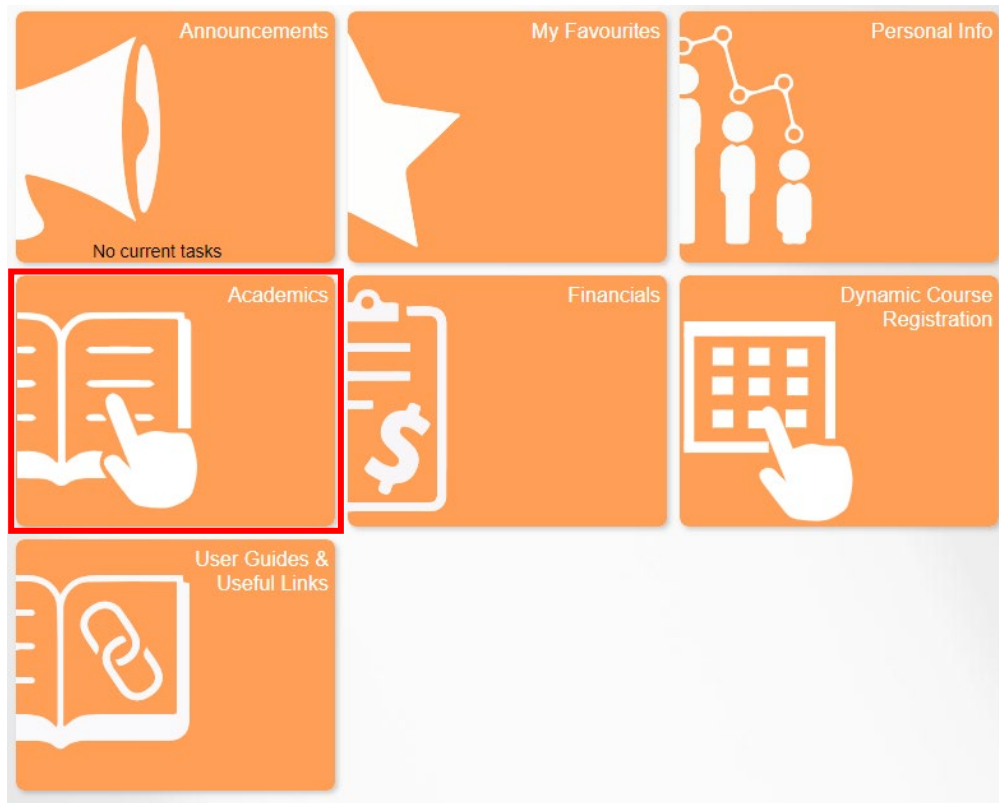 Announcements
No current tasks
My Favourites
Personal Info
Academics
Financials
Dynamic Course
Registration
User Guides &
Useful Links